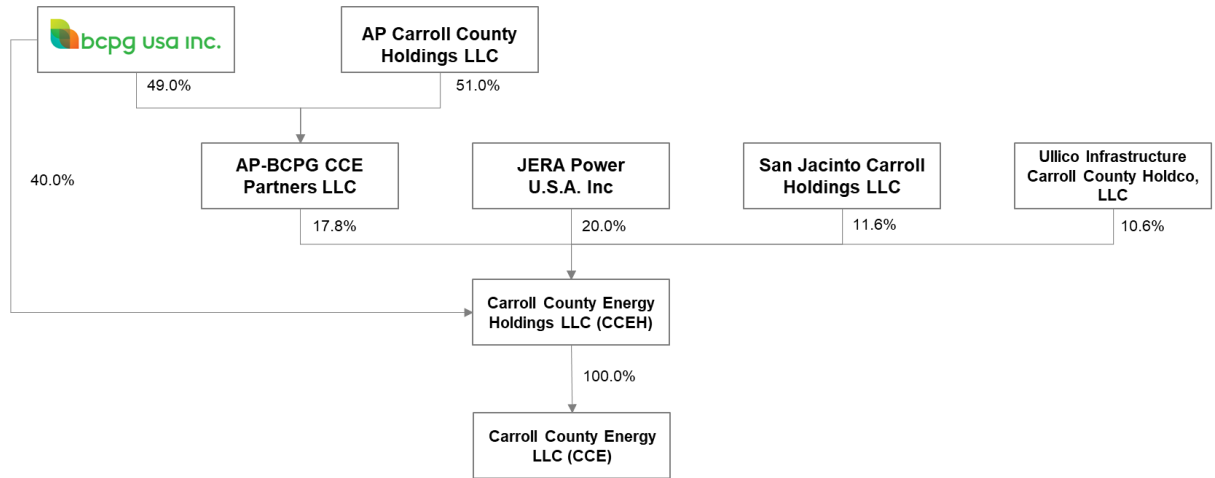 bcpg usa inc.
AP Carroll County
Holdings LLC
49.0%
51.0%
40.0%
AP-BCPG CCE
Partners LLC
JERA Power
U.S.A. Inc
San Jacinto Carroll
Holdings LLC
Ullico Infrastructure
Carroll County Holdco,
LLC
17.8%
20.0%
11.6%
10.6%
Carroll County Energy
Holdings LLC (CCEH)
100.0%
Carroll County Energy
LLC (CCE)